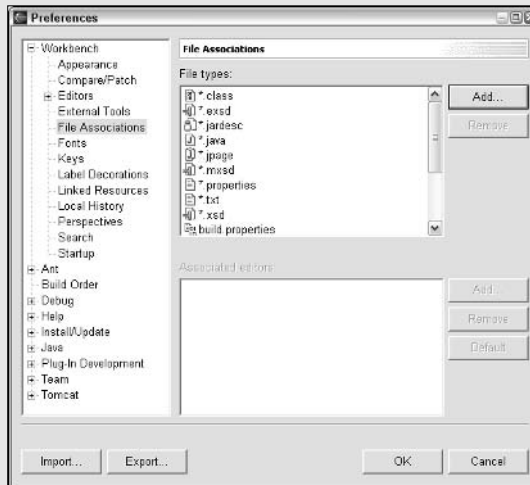 Preferences
Workbench
Appearance
Compare/Patch
Editors
External Tools
File Associations
Fonts
Keys
Label Decorations
Linked Resources
Local History
Perspectives
Search
Startup
Ant
Build Order
Debug
Help
Install/Update
Java
Plug-In Development
Team
Tomcat
File Associations
File types:
*.class
*.exsd
*.jardesc
*.java
*.jpage
*.mxsd
*.properties
*.txt
*.xsd
build.properties
Add...
Remove
Associated editors:
Add...
Remove
Default
Import...
Export...
OK
Cancel